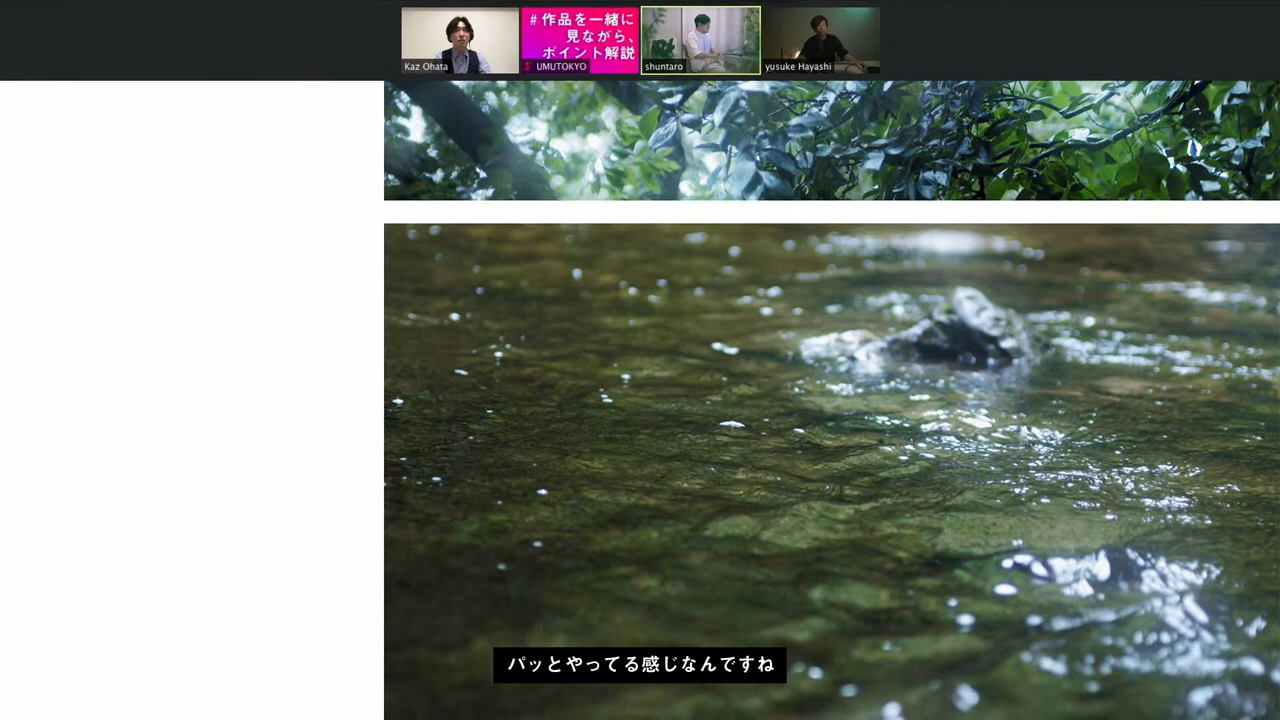 #作品を一緒に
見ながら、
ポイント解説
Kaz Ohata
UMUTOKYO
shuntaro
yusuke Hayashi
パッとやってる感じなんですね